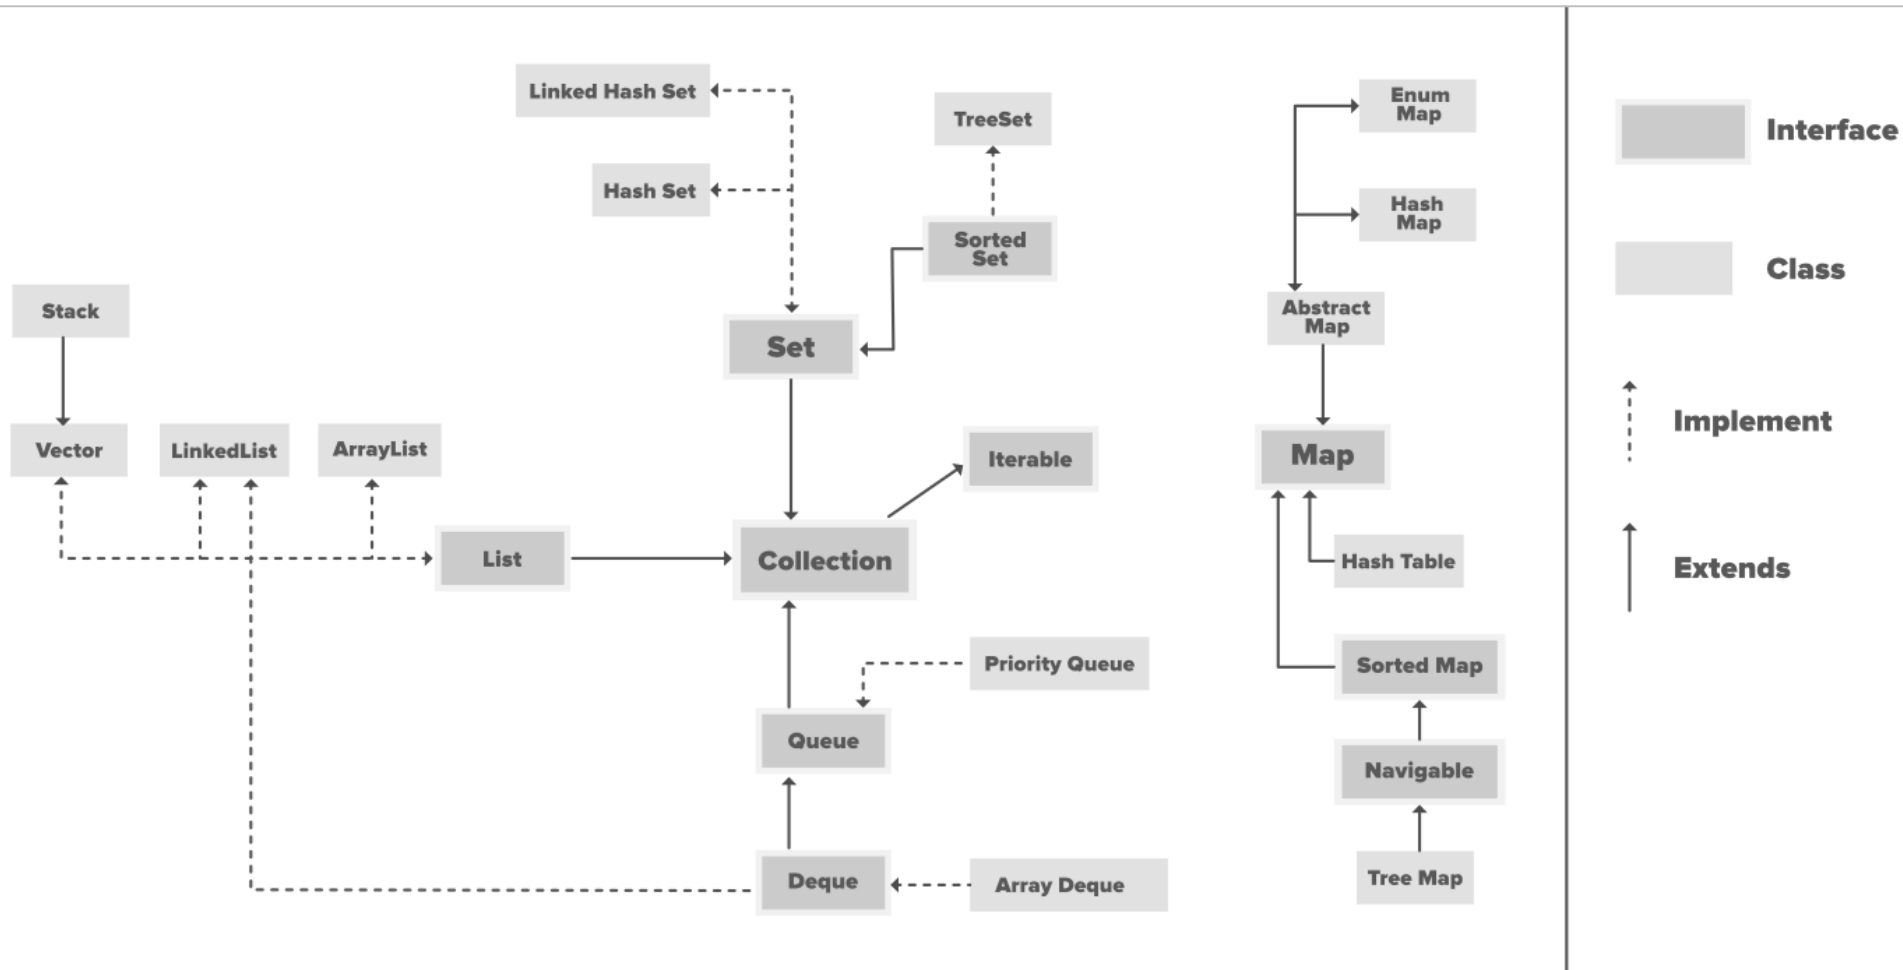 Linked Hash Set
TreeSet
Enum
Map
Interface
Hash Set
Hash
Map
Sorted
Set
Class
Stack
Abstract
Map
Set
Implement
Vector
LinkedList
ArrayList
Iterable
Map
List
Collection
Hash Table
Extends
Priority Queue
Sorted Map
Queue
Navigable
Deque
Array Deque
Tree Map